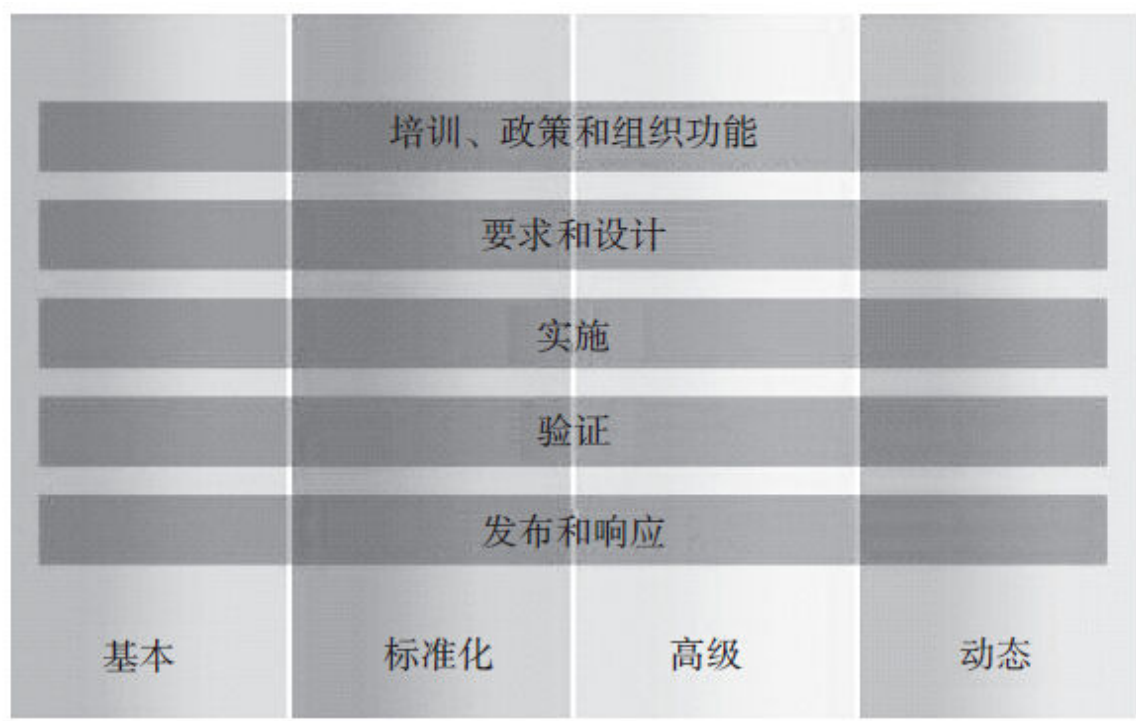 培训、政策和组织功能
要求和设计
实施
验证
发布和响应
基本 标准化 高级 动态